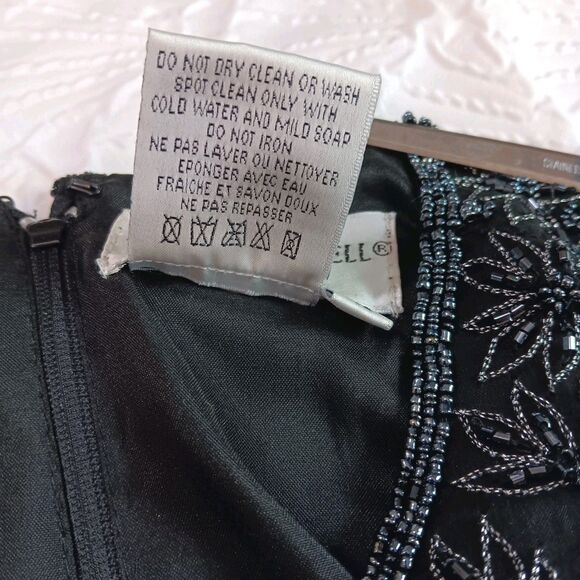 DO NOT DRY CLEAN OR WASH
SPOT CLEAN ONLY WITH
COLD WATER AND MILD SOAP
DO NOT IRON
NE PAS LAVER OU NETTOYER
EPONGER AVEC EAU
FRAICHE ET SAVON DOUX
NE PAS REPASSER
ELL®